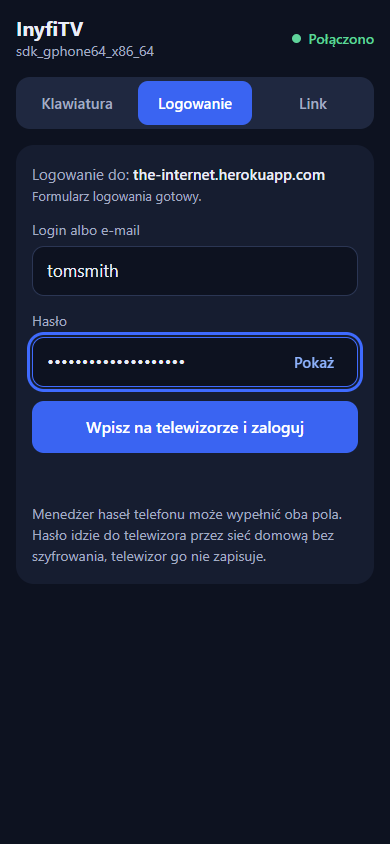 InyfiTV
sdk_gphone64_x86_64
Połączono
Klawiatura
Logowanie
Link
Logowanie do: the-internet.herokuapp.com
Formularz logowania gotowy.
Login albo e-mail
tomsmith
Hasło
••••••••••••••••••••
Pokaż
Wpisz na telewizorze i zaloguj
Menedżer haseł telefonu może wypełnić oba pola.
Hasło idzie do telewizora przez sieć domową bez
szyfrowania, telewizor go nie zapisuje.